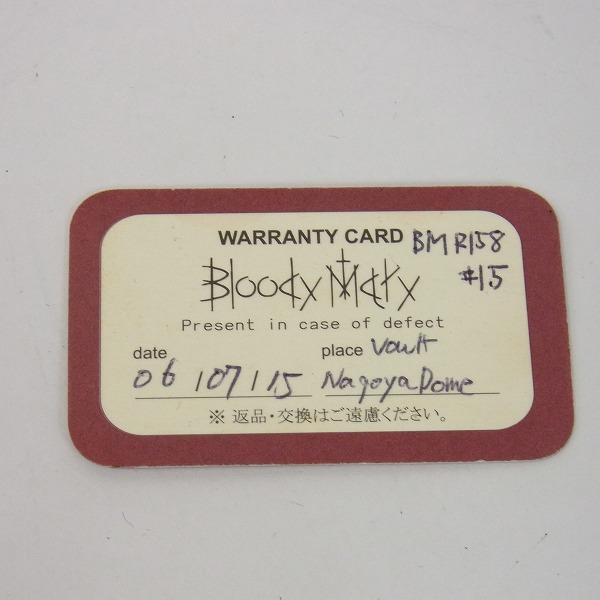 WARRANTY CARD BMR158
#15
Bloody Mary
Present in case of defect
date place Vault
06/07/15 Nagoya Dome
※ 返品・交換はご遠慮ください。